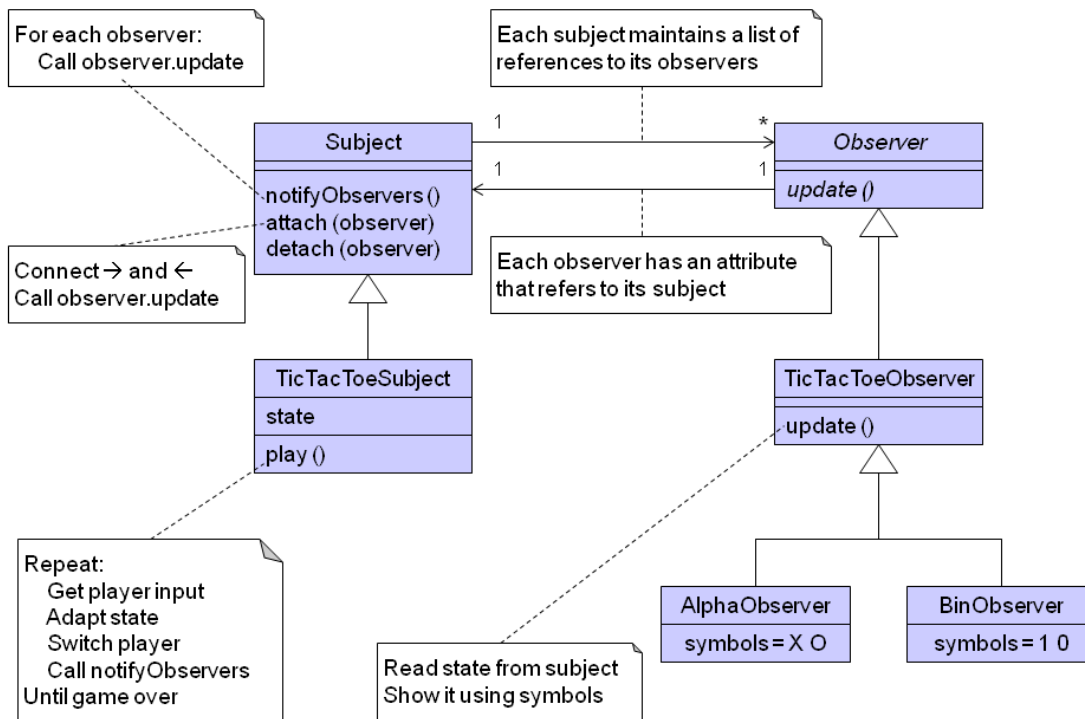 For each observer:
Call observer.update
Each subject maintains a list of
references to its observers
1
*
Subject
notifyObservers ()
attach (observer)
detach (observer)
Observer
update ()
1
1
Connect → and ←
Call observer.update
Each observer has an attribute
that refers to its subject
TicTacToeSubject
state
play ()
TicTacToeObserver
update ()
Repeat:
Get player input
Adapt state
Switch player
Call notifyObservers
Until game over
Read state from subject
Show it using symbols
AlphaObserver
symbols = X O
BinObserver
symbols = 1 0